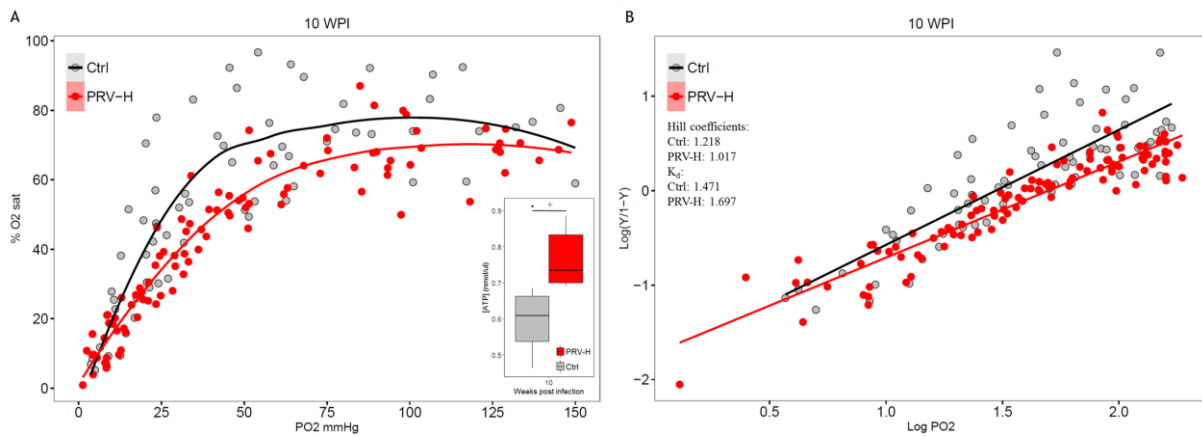 A
10 WPI
100
80
60
40
20
0
% O2 sat
Ctrl
PRV−H
0
25
50
75
100
125
150
PO2 mmHg
+
0.9
0.8
0.7
0.6
0.5
[ATP] (nmol/ul)
PRV-H
Ctrl
10
Weeks post infection
B
10 WPI
1
0
−1
−2
Log(Y/1−Y)
Ctrl
PRV−H
Hill coefficients:
Ctrl: 1.218
PRV-H: 1.017
Kd:
Ctrl: 1.471
PRV-H: 1.697
0.5
1.0
1.5
2.0
Log PO2